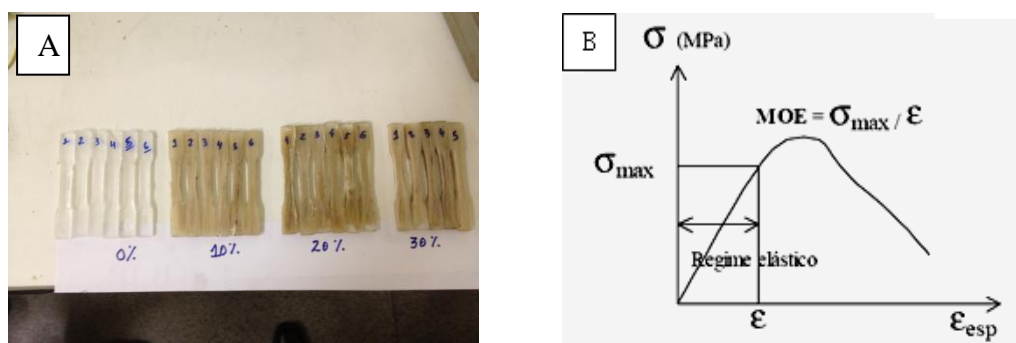 A
1 2 3 4 5 6
1 2 3 4 5 6
1 2 3 4 5 6
1 2 3 4 5
0% 10% 20% 30%
B
σ (MPa)
MOE = σmax / ε
σmax
Regime elástico
ε
εesp